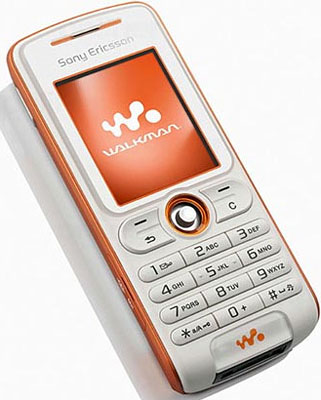 Sony Ericsson
WALKMAN
C
1
2 ABC
3 DEF
4 GHI
5 JKL
6 MNO
7 PQRS
8 TUV
9 WXYZ
* a/A
0 +
#